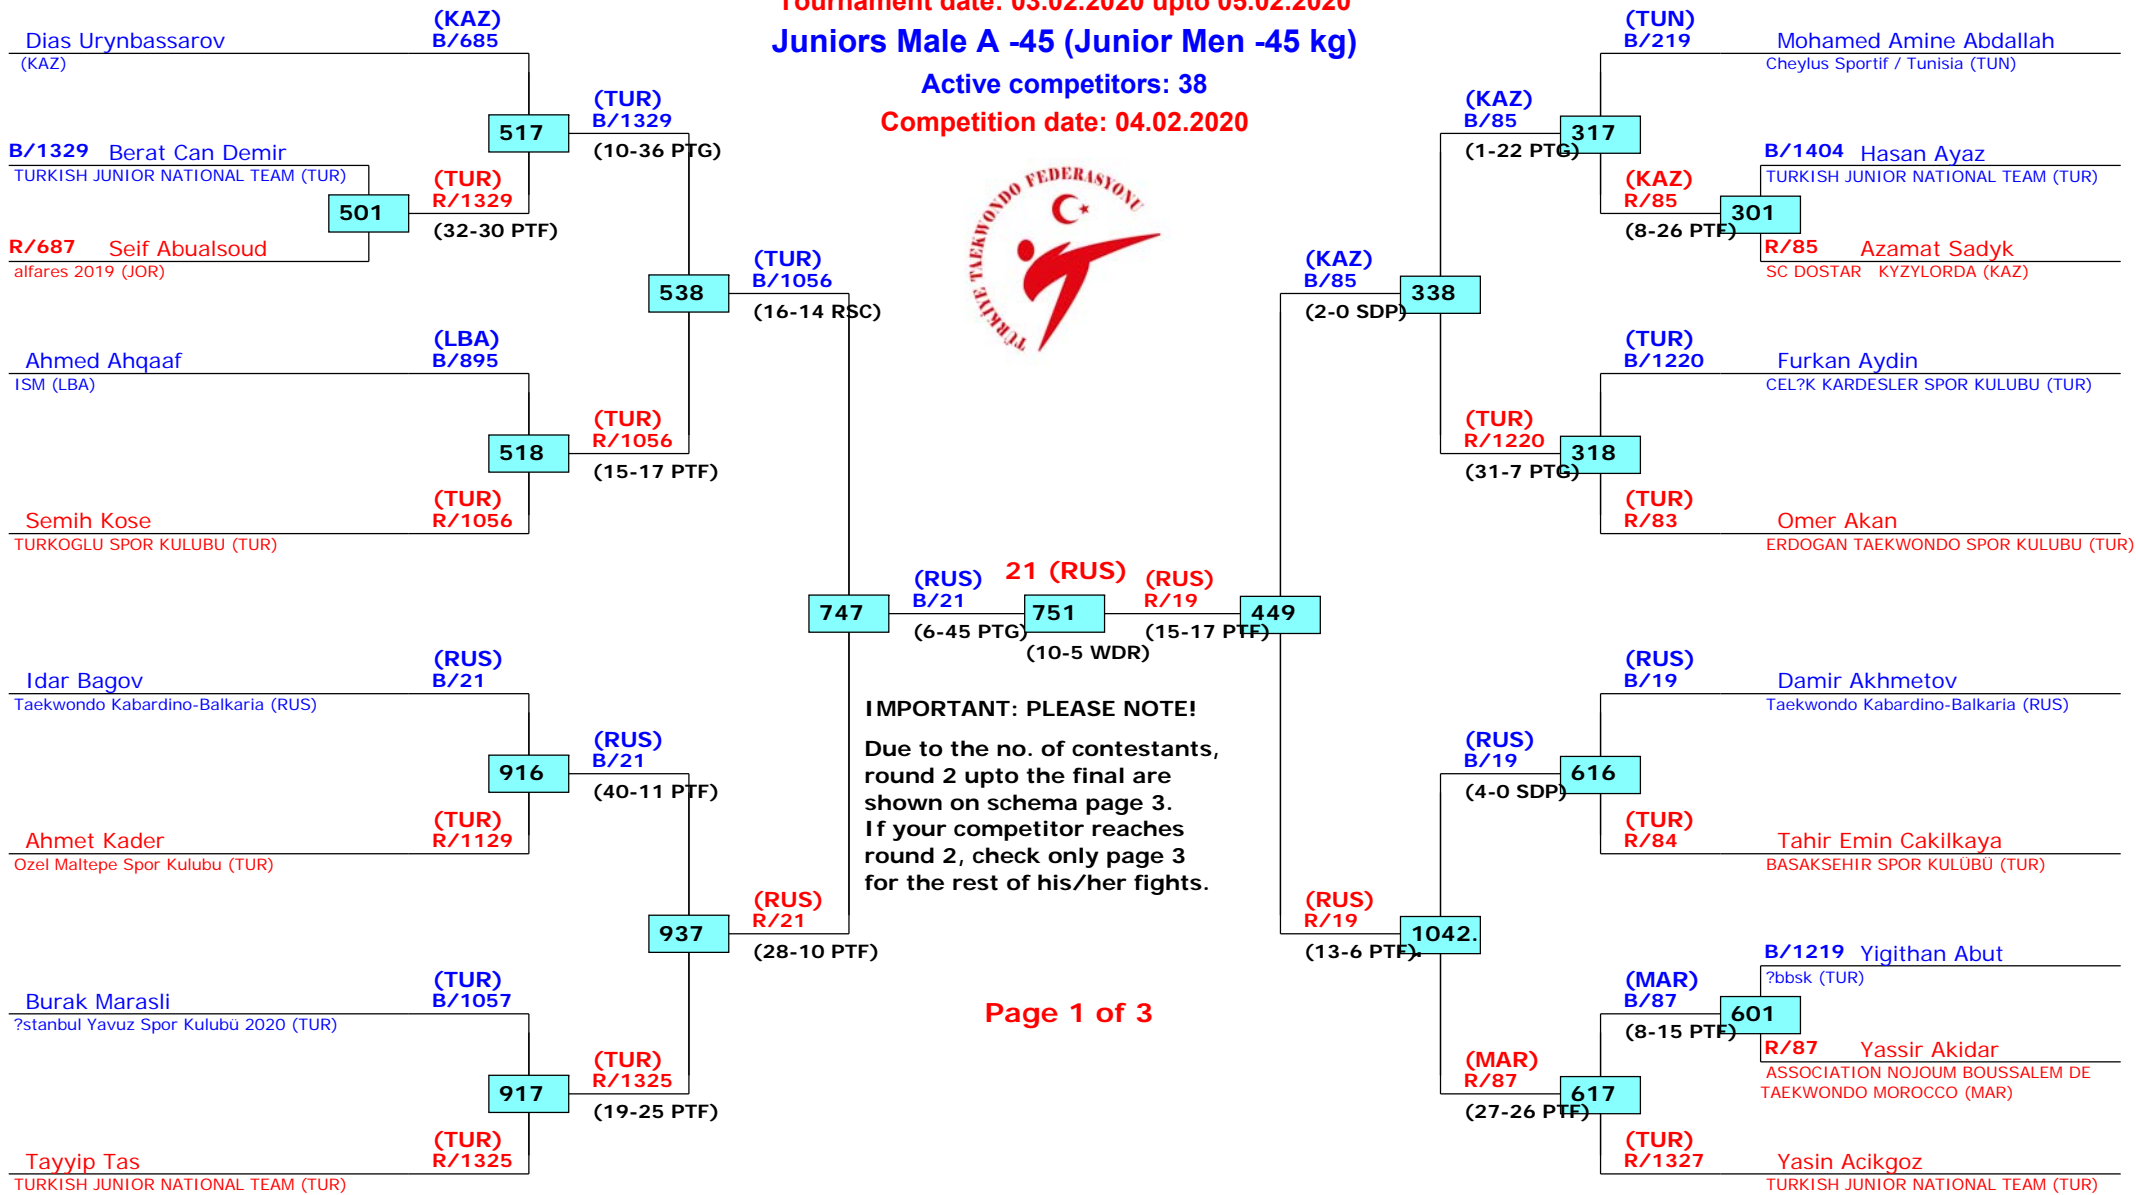 Tournament date: 03.02.2020 upto 05.02.2020
Juniors Male A -45 (Junior Men -45 kg)
Active competitors: 38
Competition date: 04.02.2020
TÜRKİYE TAEKWONDO FEDERASYONU
(KAZ)
Dias Urynbassarov B/685
(KAZ)
517
(TUR)
B/1329
(10-36 PTG)
B/1329 Berat Can Demir
TURKISH JUNIOR NATIONAL TEAM (TUR)
501
(TUR)
R/1329
(32-30 PTF)
R/687 Seif Abualsoud
alfares 2019 (JOR)
538
(TUR)
B/1056
(16-14 RSC)
(LBA)
Ahmed Ahqaaf B/895
ISM (LBA)
518
(TUR)
R/1056
(15-17 PTF)
(TUR)
Semih Kose R/1056
TURKOGLU SPOR KULUBU (TUR)
747
(RUS)
B/21
(6-45 PTG)
21 (RUS)
751
(10-5 WDR)
(RUS)
R/19
(15-17 PTF)
449
(RUS)
Idar Bagov B/21
Taekwondo Kabardino-Balkaria (RUS)
916
(RUS)
B/21
(40-11 PTF)
(TUR)
Ahmet Kader R/1129
Ozel Maltepe Spor Kulubu (TUR)
937
(RUS)
R/21
(28-10 PTF)
(TUR)
Burak Marasli B/1057
?stanbul Yavuz Spor Kulubü 2020 (TUR)
917
(TUR)
R/1325
(19-25 PTF)
(TUR)
Tayyip Tas R/1325
TURKISH JUNIOR NATIONAL TEAM (TUR)
IMPORTANT: PLEASE NOTE!
Due to the no. of contestants,
round 2 upto the final are
shown on schema page 3.
If your competitor reaches
round 2, check only page 3
for the rest of his/her fights.
Page 1 of 3
(TUN)
B/219 Mohamed Amine Abdallah
Cheylus Sportif / Tunisia (TUN)
(KAZ)
B/85
(1-22 PTG)
317
B/1404 Hasan Ayaz
TURKISH JUNIOR NATIONAL TEAM (TUR)
(KAZ)
R/85
(8-26 PTF)
301
R/85 Azamat Sadyk
SC DOSTAR KYZYLORDA (KAZ)
(KAZ)
B/85
(2-0 SDP)
338
(TUR)
B/1220 Furkan Aydin
CEL?K KARDESLER SPOR KULUBU (TUR)
(TUR)
R/1220
(31-7 PTG)
318
(TUR)
R/83 Omer Akan
ERDOGAN TAEKWONDO SPOR KULUBU (TUR)
(RUS)
B/19 Damir Akhmetov
Taekwondo Kabardino-Balkaria (RUS)
(RUS)
B/19
(4-0 SDP)
616
(TUR)
R/84 Tahir Emin Cakilkaya
BASAKSEHIR SPOR KULÜBÜ (TUR)
(RUS)
R/19
(13-6 PTF).
1042.
B/1219 Yigithan Abut
?bbsk (TUR)
(MAR)
B/87
(8-15 PTF)
601
R/87 Yassir Akidar
ASSOCIATION NOJOUM BOUSSALEM DE
TAEKWONDO MOROCCO (MAR)
(MAR)
R/87
(27-26 PTF)
617
(TUR)
R/1327 Yasin Acikgoz
TURKISH JUNIOR NATIONAL TEAM (TUR)